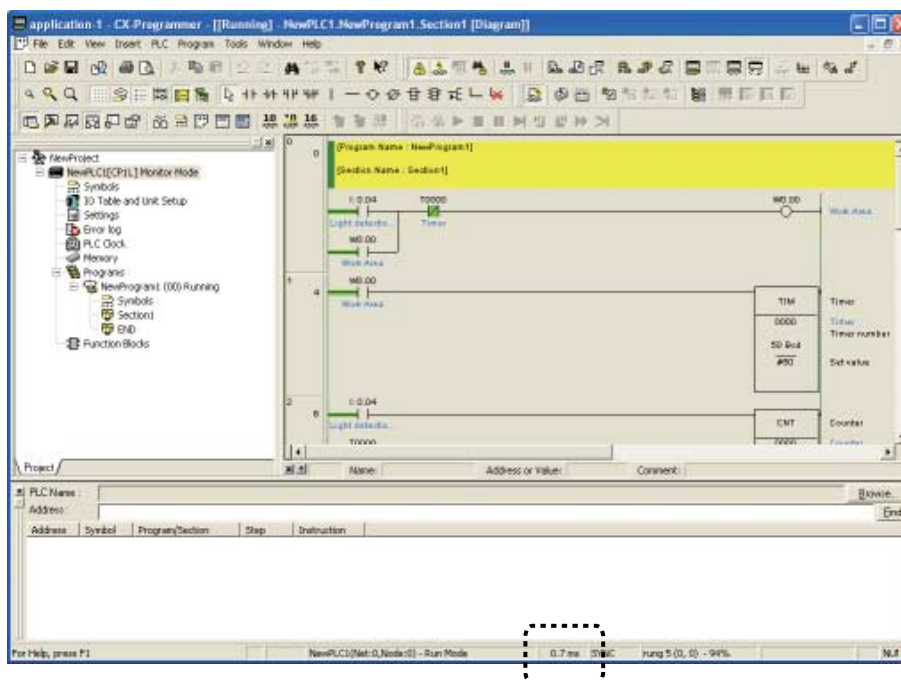 application-1 - CX-Programmer - [[Running] - NewPLC1.NewProgram1.Section1 [Diagram]]
File Edit View Insert PLC Program Tools Window Help
10 10 16
NewProject
NewPLC1[CP1L] Monitor Mode
Symbols
IO Table and Unit Setup
Settings
Error log
PLC Clock
Memory
Programs
NewProgram1 (00) Running
Symbols
Section1
END
Function Blocks
Project
0 0 [Program Name : NewProgram1]
[Section Name : Section1]
I: 0.04 T0000 W0.00
Light detectio... Timer Work Area
W0.00
Work Area
1 4 W0.00
Work Area
TIM Timer
0000 Timer
Timer number
50 Bcd
#50 Set value
2 6 I: 0.04
Light detectio...
CNT Counter
T0000 0000 Counter
Name: Address or Value: Comment:
PLC Name : Browse...
Address : Find
Address Symbol Program/Section Step Instruction
For Help, press F1 NewPLC1(Net:0,Node:0) - Run Mode 0.7 ms SYNC rung 5 (0, 0) - 94% NUM